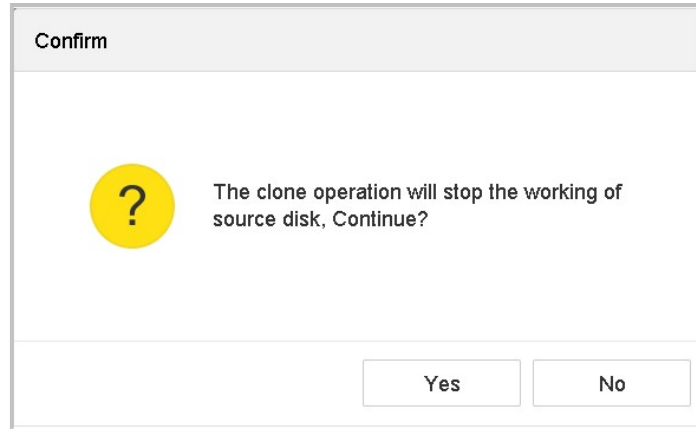 Confirm
?
The clone operation will stop the working of
source disk, Continue?
Yes
No